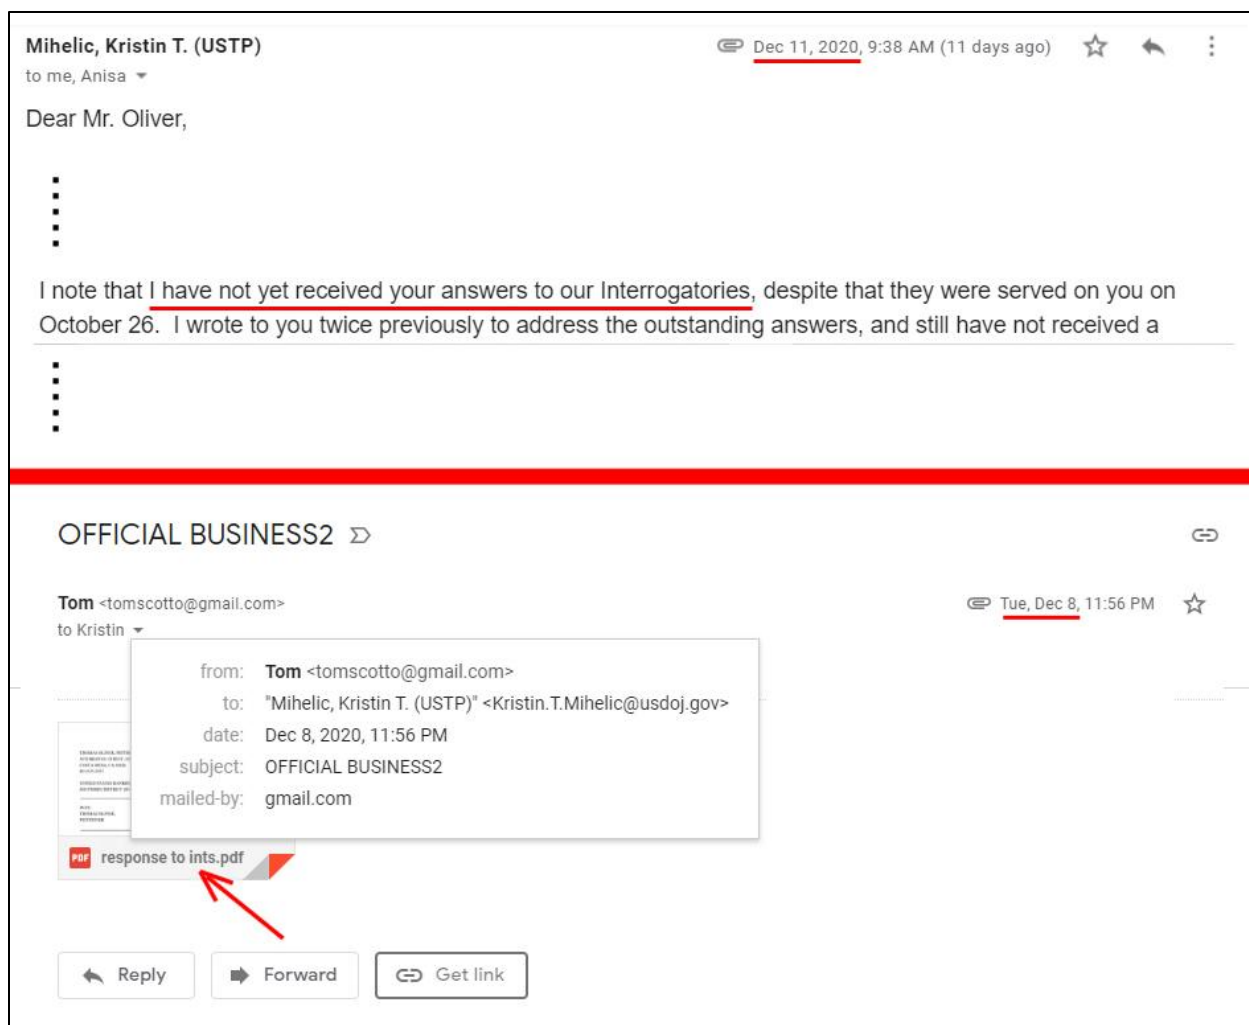 Mihelic, Kristin T. (USTP)
Dec 11, 2020, 9:38 AM (11 days ago)
to me, Anisa
Dear Mr. Oliver,
I note that I have not yet received your answers to our Interrogatories, despite that they were served on you on
October 26.  I wrote to you twice previously to address the outstanding answers, and still have not received a
OFFICIAL BUSINESS2
Tom <tomscotto@gmail.com>
Tue, Dec 8, 11:56 PM
to Kristin
from: Tom <tomscotto@gmail.com>
to: "Mihelic, Kristin T. (USTP)" <Kristin.T.Mihelic@usdoj.gov>
date: Dec 8, 2020, 11:56 PM
subject: OFFICIAL BUSINESS2
mailed-by: gmail.com
PDF response to ints.pdf
Reply
Forward
Get link